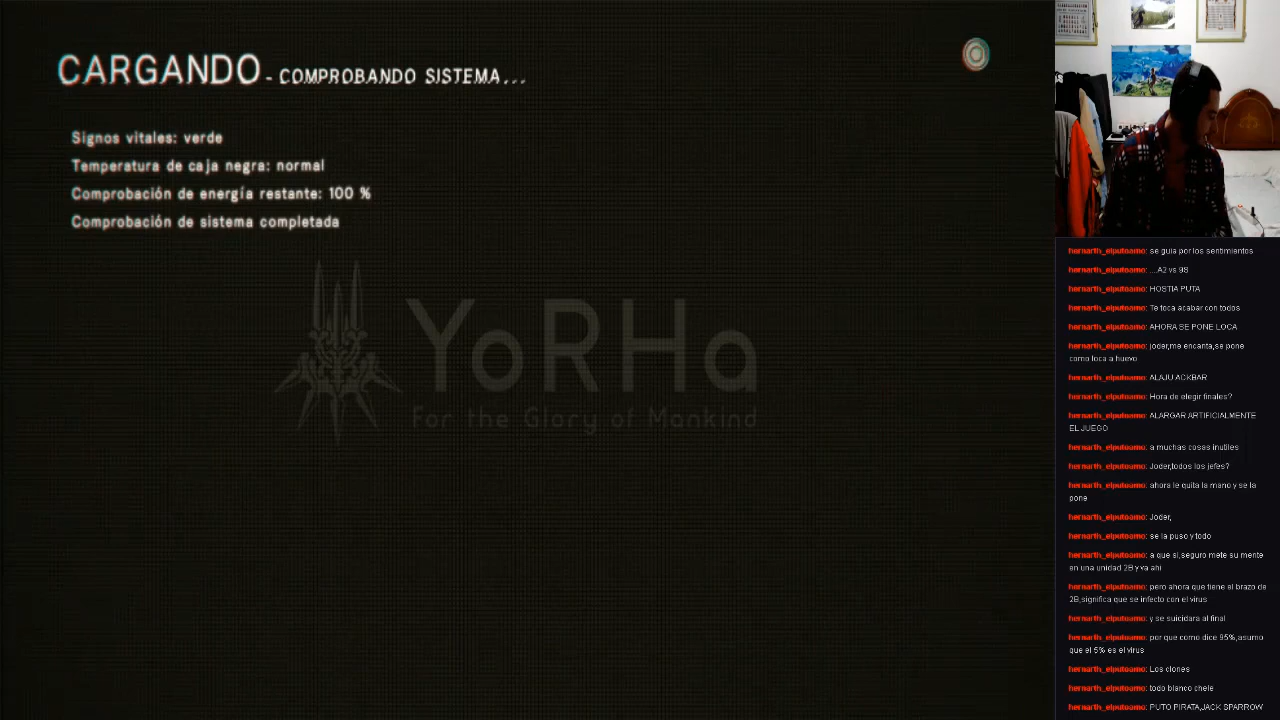 CARGANDO - COMPROBANDO SISTEMA...
Signos vitales: verde
Temperatura de caja negra: normal
Comprobación de energía restante: 100 %
Comprobación de sistema completada
YoRHa
the Glory of Mankind
hernarth_elputoamo: se guia por los sentimientos
hernarth_elputoamo: ....A2 vs 9S
hernarth_elputoamo: HOSTIA PUTA
hernarth_elputoamo: Te toca acabar con todos
hernarth_elputoamo: AHORA SE PONE LOCA
hernarth_elputoamo: joder,me encanta,se pone
como loca a huevo
hernarth_elputoamo: ALAJU ACKBAR
hernarth_elputoamo: Hora de elegir finales?
hernarth_elputoamo: ALARGAR ARTIFICIALMENTE
EL JUEGO
hernarth_elputoamo: a muchas cosas inutiles
hernarth_elputoamo: Joder,todos los jefes?
hernarth_elputoamo: ahora le quita la mano y se la
pone
hernarth_elputoamo: Joder,
hernarth_elputoamo: se la puso y todo
hernarth_elputoamo: a que si,seguro mete su mente
en una unidad 2B y va ahi
hernarth_elputoamo: pero ahora que tiene el brazo de
2B,significa que se infecto con el virus
hernarth_elputoamo: y se suicidara al final
hernarth_elputoamo: por que como dice 95%,asumo
que el 5% es el virus
hernarth_elputoamo: Los clones
hernarth_elputoamo: todo blanco chele
hernarth_elputoamo: PUTO PIRATA,JACK SPARROW